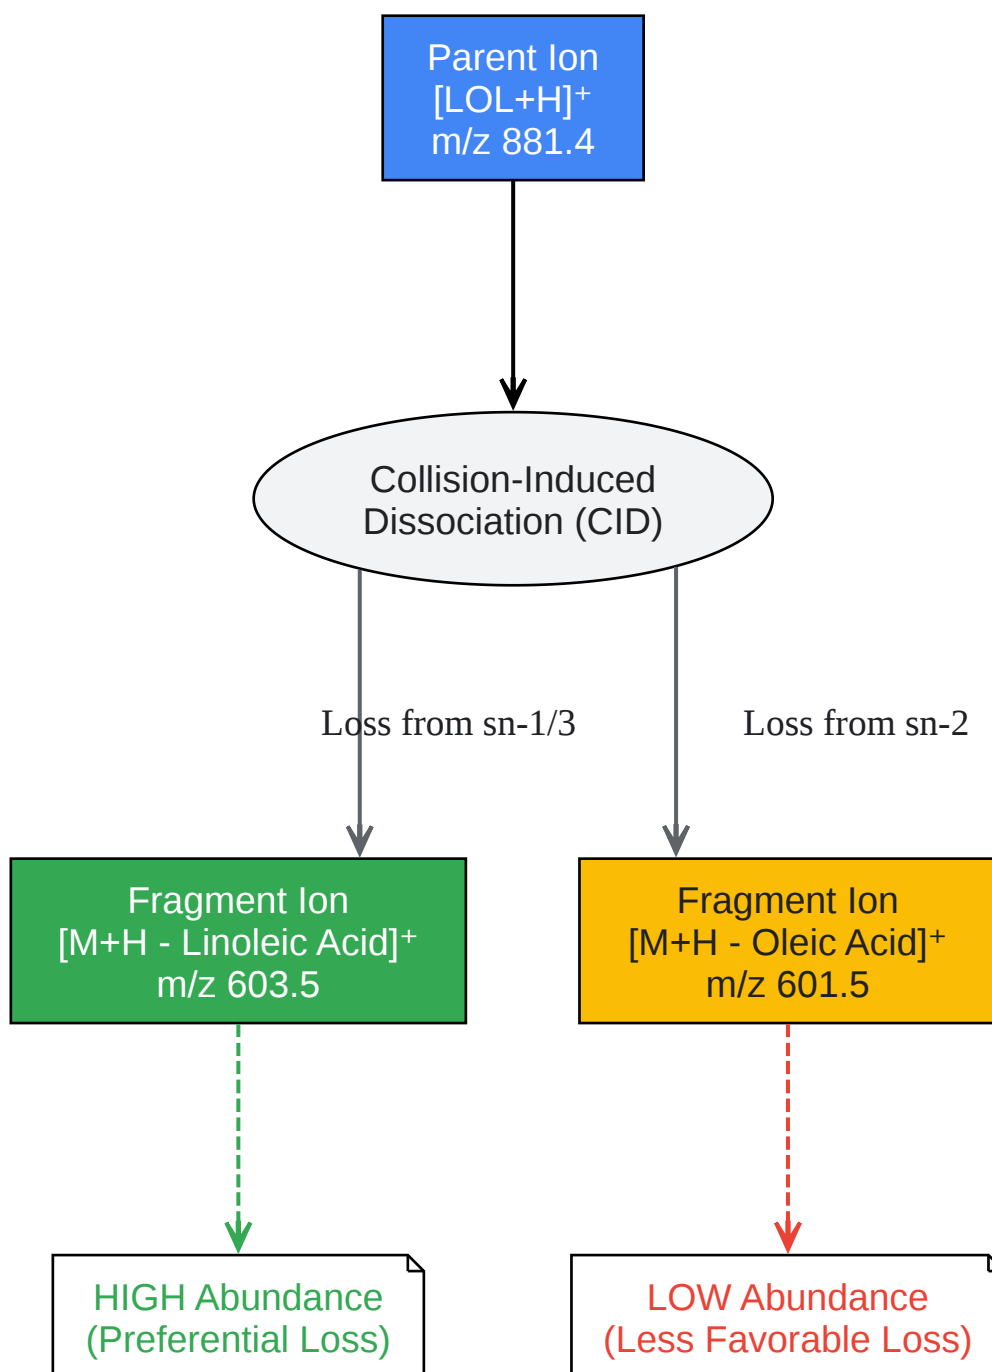 Parent Ion
[LOL+H]⁺
m/z 881.4
Collision-Induced
Dissociation (CID)
Loss from sn-1/3
Loss from sn-2
Fragment Ion
[M+H - Linoleic Acid]⁺
m/z 603.5
Fragment Ion
[M+H - Oleic Acid]⁺
m/z 601.5
HIGH Abundance
(Preferential Loss)
LOW Abundance
(Less Favorable Loss)